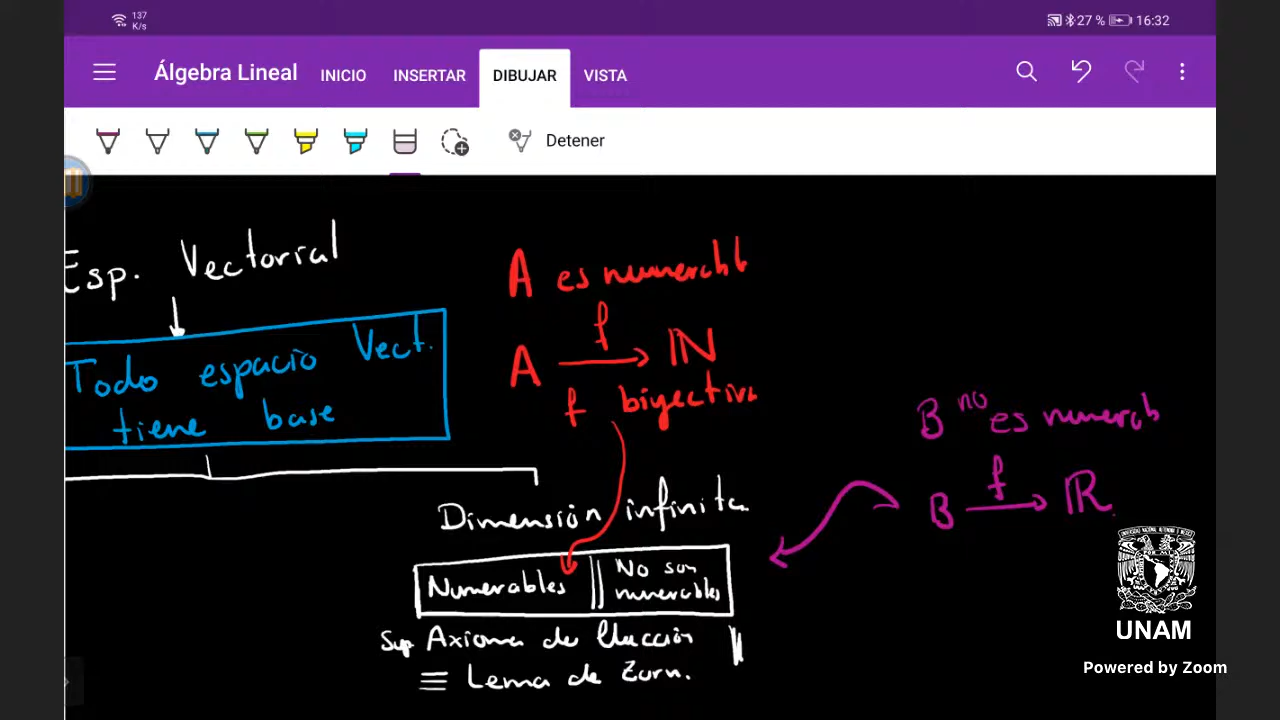 137
K/s
27 % 16:32
Álgebra Lineal INICIO INSERTAR DIBUJAR VISTA
Detener
Esp. Vectorial
Todo espacio Vect.
tiene base
A es numerabl
f
A → IN
f biyectiva
B no es numerab
f
B → IR
Dimensión infinita
Numerables || No son
numerables
Sup Axioma de Elección
≡ Lema de Zorn.
UNAM
Powered by Zoom